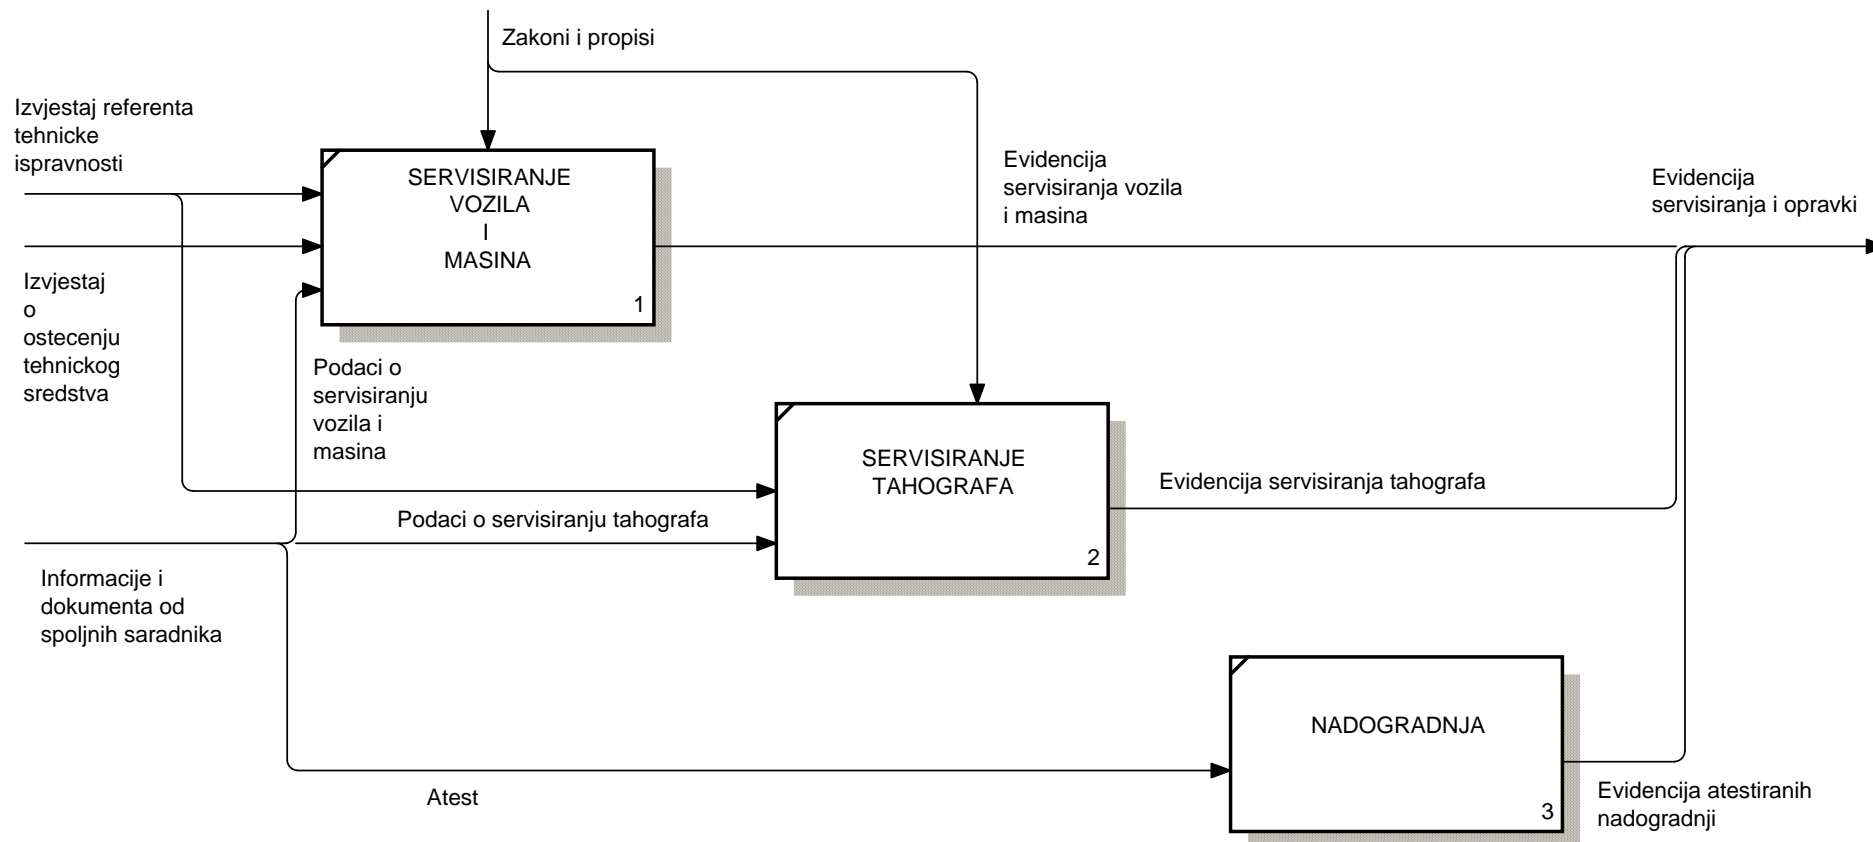 Zakoni i propisi
Izvjestaj referenta
tehnicke
ispravnosti
SERVISIRANJE
VOZILA
I
MASINA
1
Evidencija
servisiranja vozila
i masina
Evidencija
servisiranja i opravki
Izvjestaj
o
ostecenju
tehnickog
sredstva
Podaci o
servisiranju
vozila i
masina
SERVISIRANJE
TAHOGRAFA
2
Evidencija servisiranja tahografa
Podaci o servisiranju tahografa
Informacije i
dokumenta od
spoljnih saradnika
NADOGRADNJA
3
Atest
Evidencija atestiranih
nadogradnji